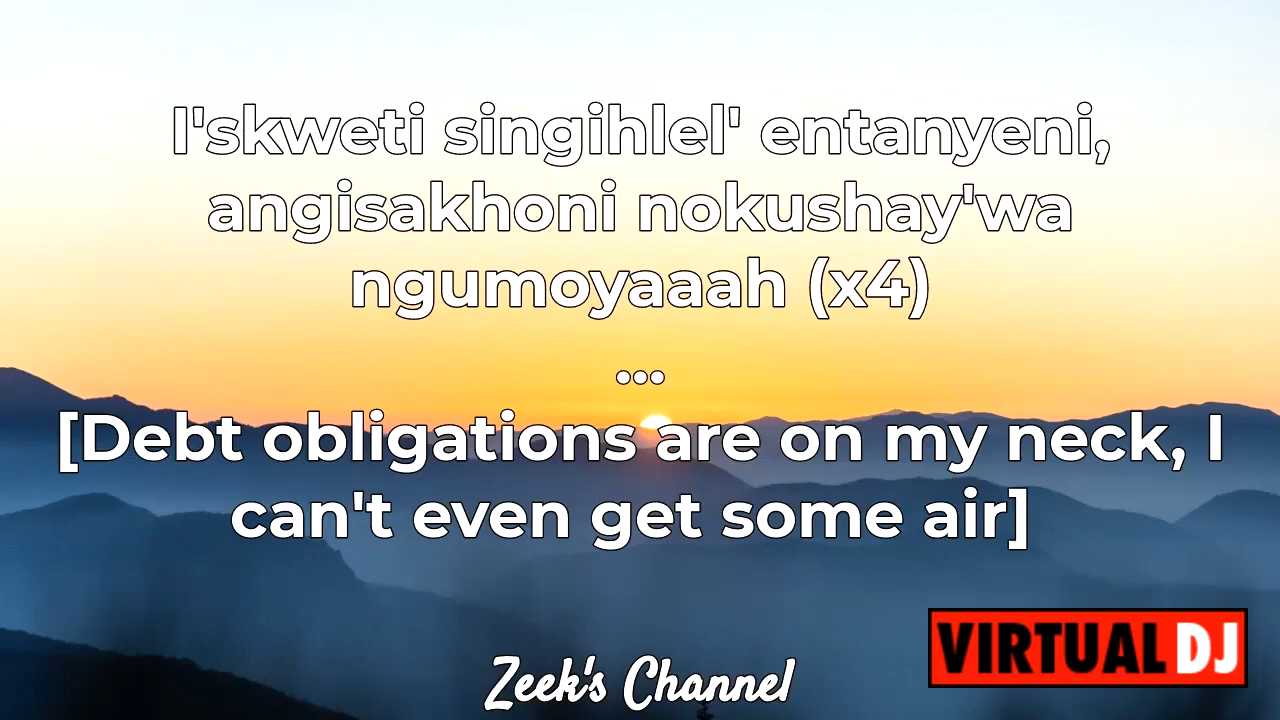 I'skweti singihlel' entanyeni,
angisakhoni nokushay'wa
ngumoyaaaah (x4)
...
[Debt obligations are on my neck, I
can't even get some air]
VIRTUAL DJ
Zeek's Channel